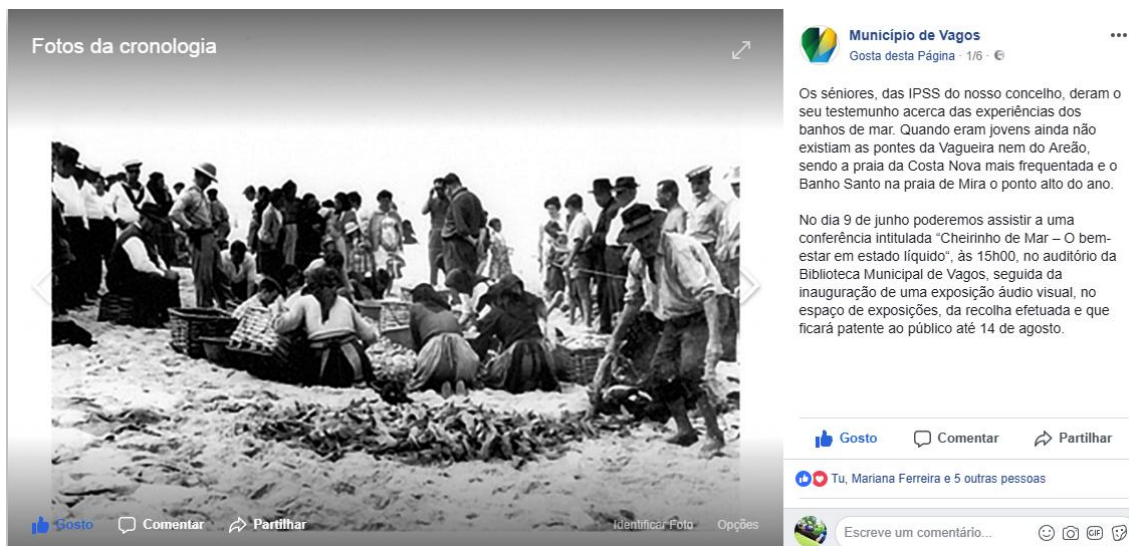 Fotos da cronologia
Gosto Comentar Partilhar
Identificar Foto Opções
Município de Vagos
Gosta desta Página · 1/6 ·
Os séniores, das IPSS do nosso concelho, deram o
seu testemunho acerca das experiências dos
banhos de mar. Quando eram jovens ainda não
existiam as pontes da Vagueira nem do Areão,
sendo a praia da Costa Nova mais frequentada e o
Banho Santo na praia de Mira o ponto alto do ano.
No dia 9 de junho poderemos assistir a uma
conferência intitulada “Cheirinho de Mar – O bem-
estar em estado líquido“, às 15h00, no auditório da
Biblioteca Municipal de Vagos, seguida da
inauguração de uma exposição áudio visual, no
espaço de exposições, da recolha efetuada e que
ficará patente ao público até 14 de agosto.
Gosto Comentar Partilhar
Tu, Mariana Ferreira e 5 outras pessoas
Escreve um comentário... GIF